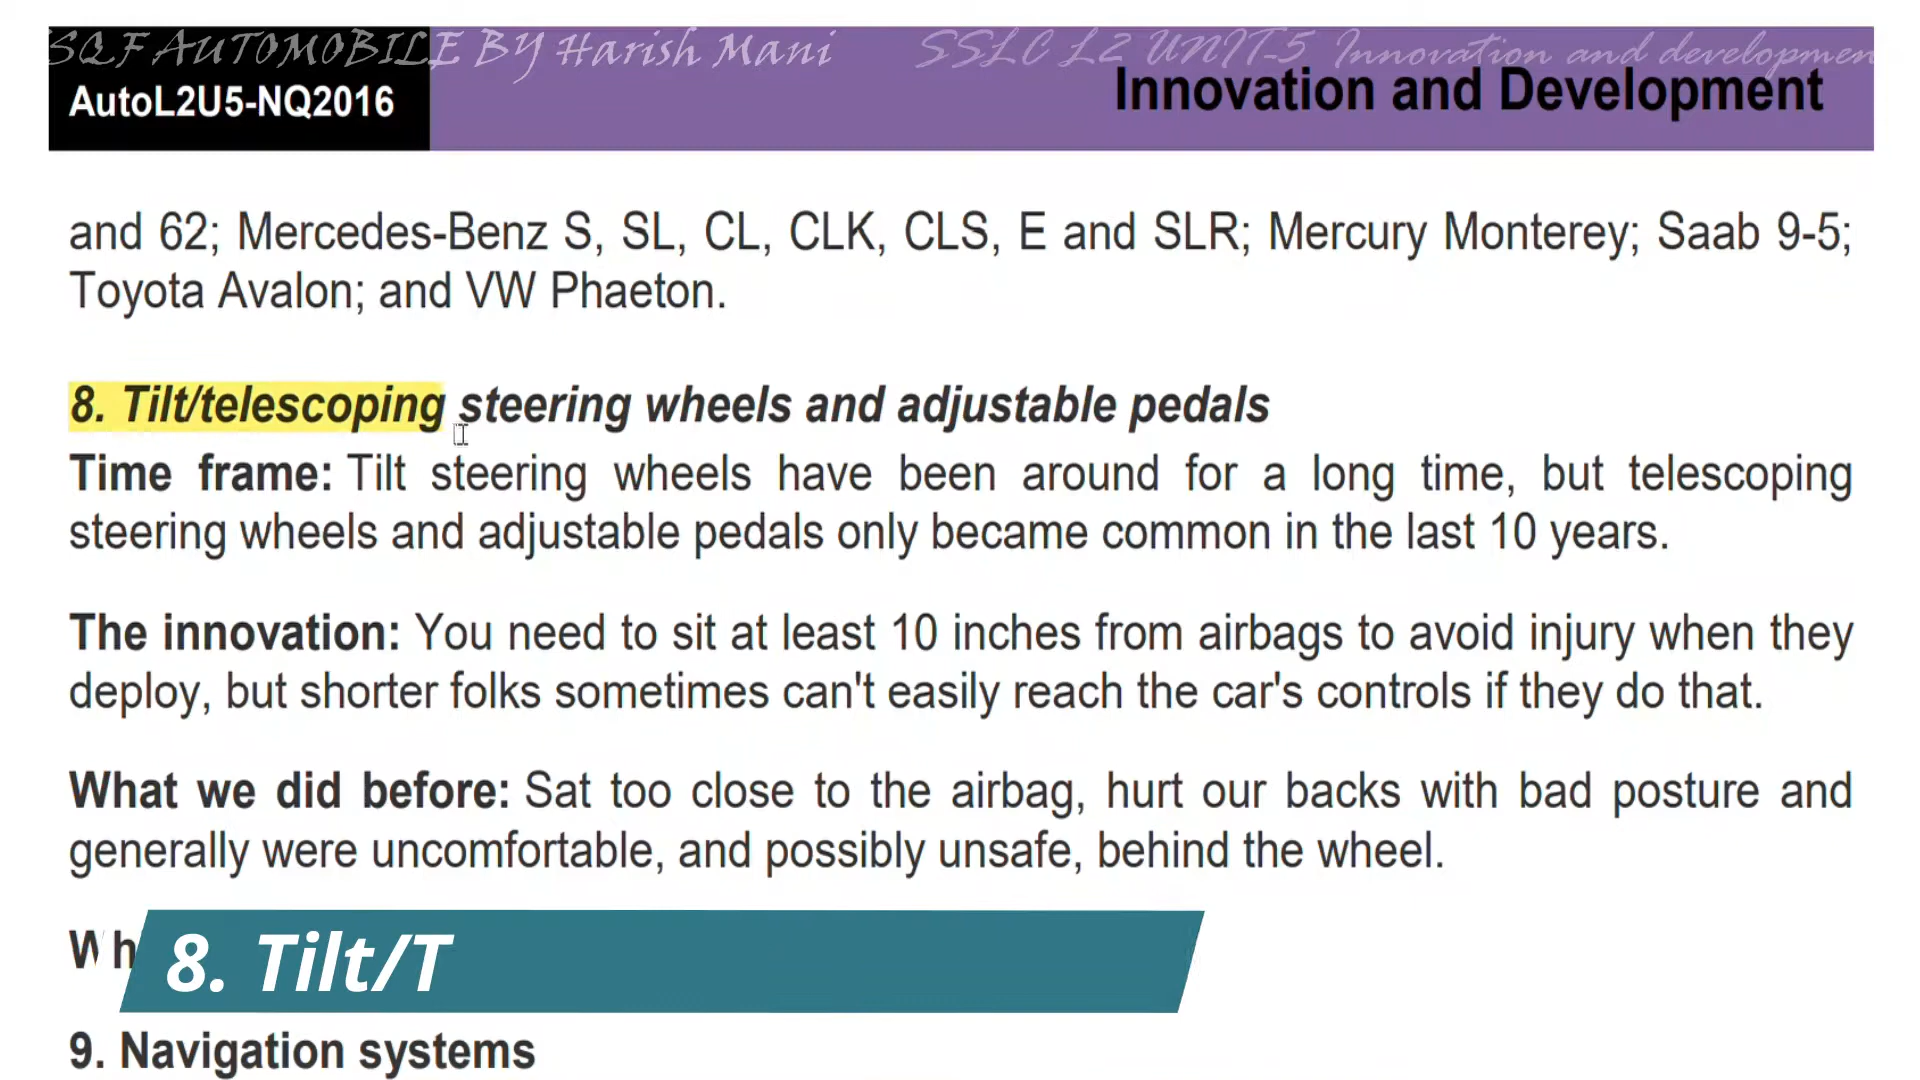 SQF AUTOMOBILE BY Harish Mani SSLC L2 UNIT-5 Innovation and developmen
AutoL2U5-NQ2016
Innovation and Development
and 62; Mercedes-Benz S, SL, CL, CLK, CLS, E and SLR; Mercury Monterey; Saab 9-5;
Toyota Avalon; and VW Phaeton.
8. Tilt/telescoping steering wheels and adjustable pedals
Time frame: Tilt steering wheels have been around for a long time, but telescoping
steering wheels and adjustable pedals only became common in the last 10 years.
The innovation: You need to sit at least 10 inches from airbags to avoid injury when they
deploy, but shorter folks sometimes can't easily reach the car's controls if they do that.
What we did before: Sat too close to the airbag, hurt our backs with bad posture and
generally were uncomfortable, and possibly unsafe, behind the wheel.
Wh
8. Tilt/T
9. Navigation systems